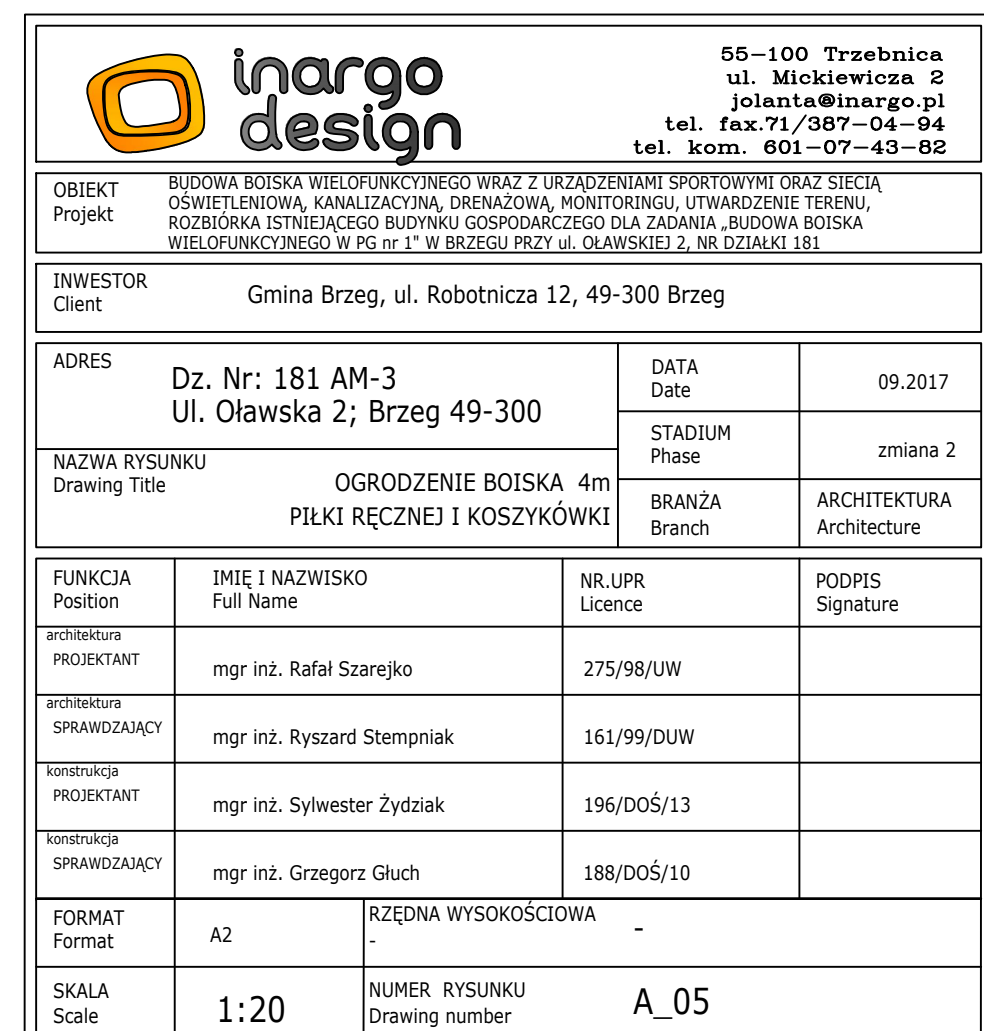 inargo
design
55-100 Trzebnica
ul. Mickiewicza 2
jolanta@inargo.pl
tel. fax.71/387-04-94
tel. kom. 601-07-43-82
OBIEKT
Projekt
BUDOWA BOISKA WIELOFUNKCYJNEGO WRAZ Z URZĄDZENIAMI SPORTOWYMI ORAZ SIECIĄ
OŚWIETLENIOWĄ, KANALIZACYJNĄ, DRENAŻOWĄ, MONITORINGU, UTWARDZENIE TERENU,
ROZBIÓRKA ISTNIEJĄCEGO BUDYNKU GOSPODARCZEGO DLA ZADANIA „BUDOWA BOISKA
WIELOFUNKCYJNEGO W PG nr 1" W BRZEGU PRZY ul. OŁAWSKIEJ 2, NR DZIAŁKI 181
INWESTOR
Client
Gmina Brzeg, ul. Robotnicza 12, 49-300 Brzeg
ADRES
Dz. Nr: 181 AM-3
Ul. Oławska 2; Brzeg 49-300
DATA
Date
09.2017
STADIUM
Phase
zmiana 2
NAZWA RYSUNKU
Drawing Title
OGRODZENIE BOISKA 4m
PIŁKI RĘCZNEJ I KOSZYKÓWKI
BRANŻA
Branch
ARCHITEKTURA
Architecture
FUNKCJA
Position
IMIĘ I NAZWISKO
Full Name
NR.UPR
Licence
PODPIS
Signature
architektura
PROJEKTANT
mgr inż. Rafał Szarejko
275/98/UW
architektura
SPRAWDZAJĄCY
mgr inż. Ryszard Stempniak
161/99/DUW
konstrukcja
PROJEKTANT
mgr inż. Sylwester Żydziak
196/DOŚ/13
konstrukcja
SPRAWDZAJĄCY
mgr inż. Grzegorz Głuch
188/DOŚ/10
FORMAT
Format
A2
RZĘDNA WYSOKOŚCIOWA
-
-
SKALA
Scale
1:20
NUMER RYSUNKU
Drawing number
A_05